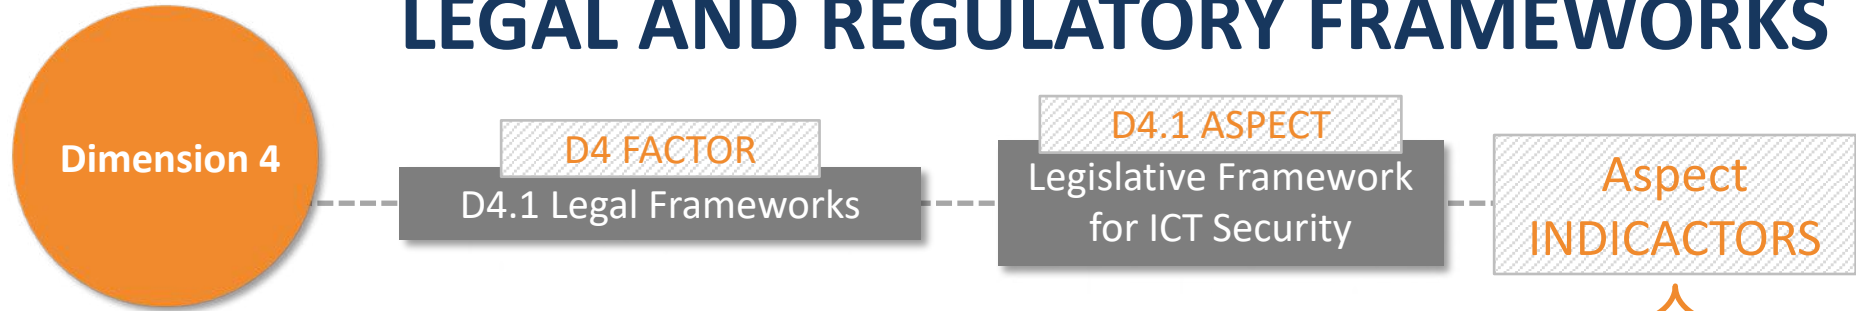 LEGAL AND REGULATORY FRAMEWORKS
Dimension 4
D4 FACTOR
D4.1 Legal Frameworks
D4.1 ASPECT
Legislative Framework
for ICT Security
Aspect
INDICACTORS